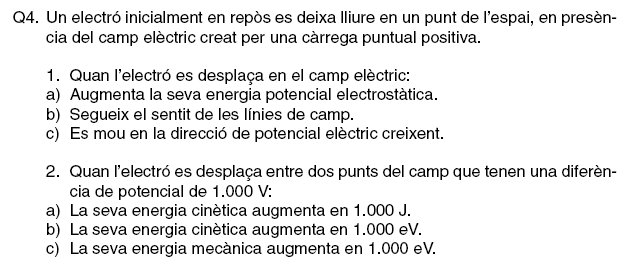 Q4. Un electró inicialment en repòs es deixa lliure en un punt de l'espai, en presèn-
cia del camp elèctric creat per una càrrega puntual positiva.
1. Quan l'electró es desplaça en el camp elèctric:
a) Augmenta la seva energia potencial electrostàtica.
b) Segueix el sentit de les línies de camp.
c) Es mou en la direcció de potencial elèctric creixent.
2. Quan l'electró es desplaça entre dos punts del camp que tenen una diferèn-
cia de potencial de 1.000 V:
a) La seva energia cinètica augmenta en 1.000 J.
b) La seva energia cinètica augmenta en 1.000 eV.
c) La seva energia mecànica augmenta en 1.000 eV.